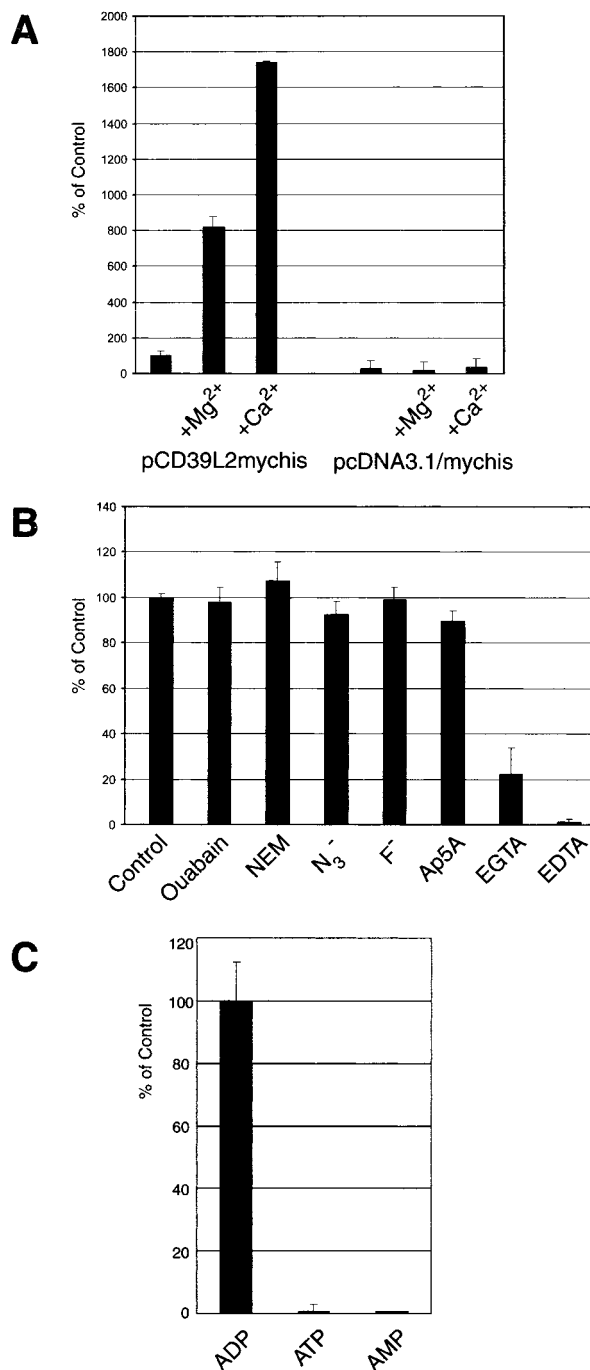 A
% of Control
2000
1800
1600
1400
1200
1000
800
600
400
200
0
+Mg2+
+Ca2+
+Mg2+
+Ca2+
pCD39L2mychis
pcDNA3.1/mychis
B
% of Control
140
120
100
80
60
40
20
0
Control
Ouabain
NEM
N3-
F-
Ap5A
EGTA
EDTA
C
% of Control
120
100
80
60
40
20
0
ADP
ATP
AMP